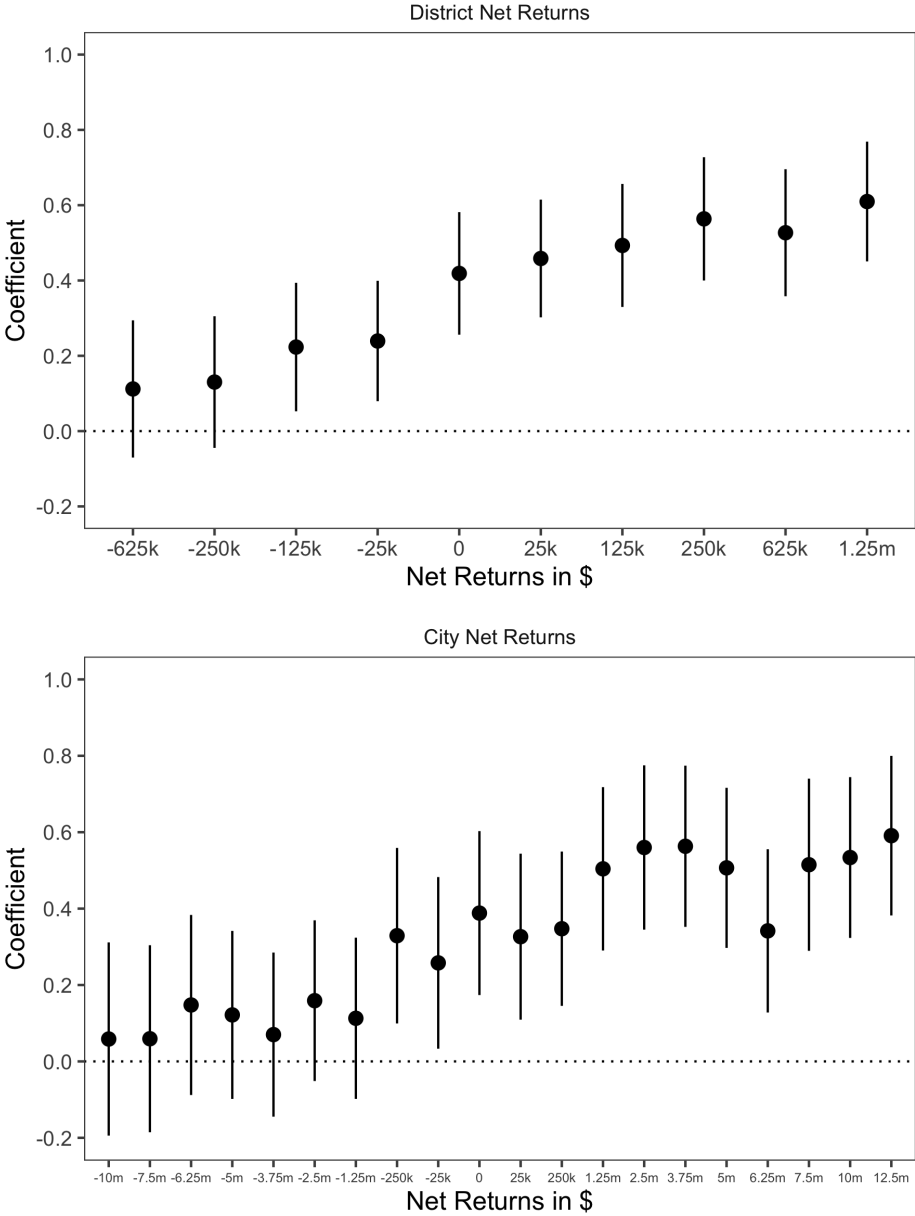 District Net Returns
1.0
0.8
0.6
0.4
0.2
0.0
-0.2
Coefficient
-625k -250k -125k -25k 0 25k 125k 250k 625k 1.25m
Net Returns in $
City Net Returns
1.0
0.8
0.6
0.4
0.2
0.0
-0.2
Coefficient
-10m -7.5m -6.25m -5m -3.75m -2.5m -1.25m -250k -25k 0 25k 250k 1.25m 2.5m 3.75m 5m 6.25m 7.5m 10m 12.5m
Net Returns in $